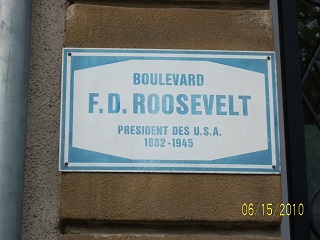 BOULEVARD
F.D. ROOSEVELT
PRESIDENT DES U.S.A.
1882-1945
06/15/2010